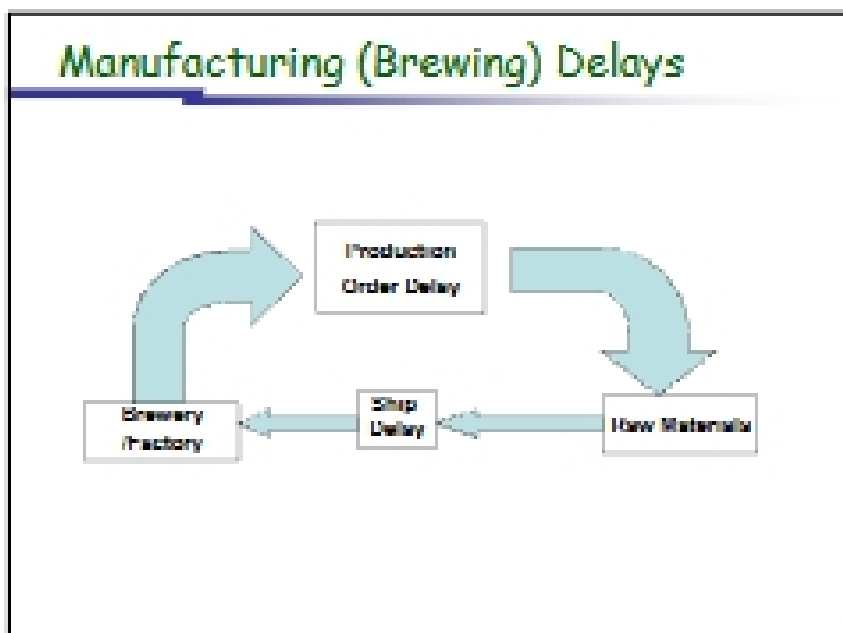 Manufacturing (Brewing) Delays
Production
Order Delay
Brewery
/Factory
Ship
Delay
Raw Materials